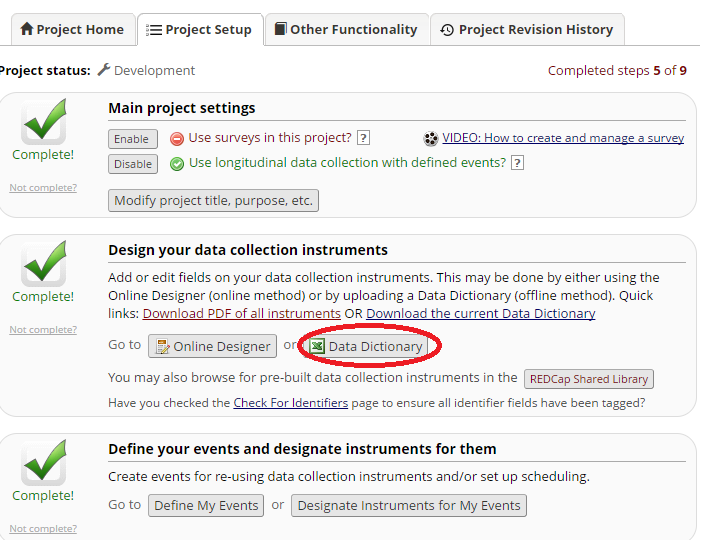 Project Home Project Setup Other Functionality Project Revision History
Project status: Development Completed steps 5 of 9
Main project settings
Complete!
Not complete?
Enable Use surveys in this project? ? VIDEO: How to create and manage a survey
Disable Use longitudinal data collection with defined events? ?
Modify project title, purpose, etc.
Design your data collection instruments
Complete!
Not complete?
Add or edit fields on your data collection instruments. This may be done by either using the
Online Designer (online method) or by uploading a Data Dictionary (offline method). Quick
links: Download PDF of all instruments OR Download the current Data Dictionary
Go to Online Designer or Data Dictionary
You may also browse for pre-built data collection instruments in the REDCap Shared Library
Have you checked the Check For Identifiers page to ensure all identifier fields have been tagged?
Define your events and designate instruments for them
Complete!
Not complete?
Create events for re-using data collection instruments and/or set up scheduling.
Go to Define My Events or Designate Instruments for My Events